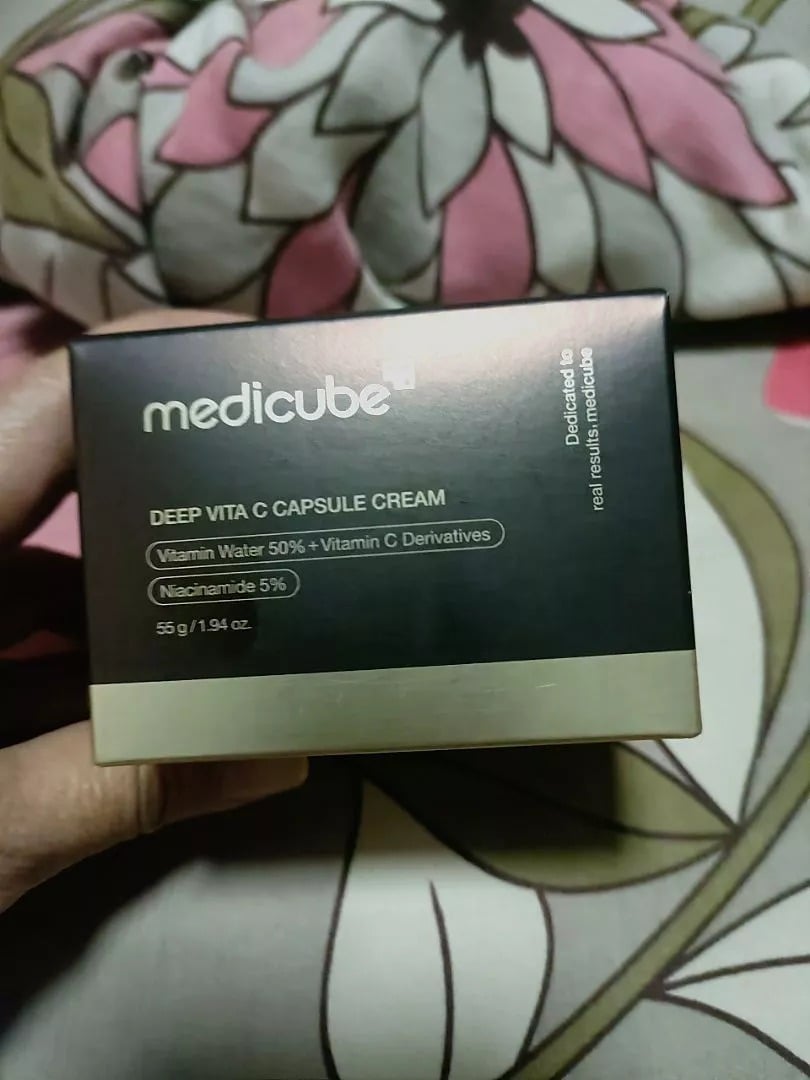 medicube
DEEP VITA C CAPSULE CREAM
Vitamin Water 50% + Vitamin C Derivatives
Niacinamide 5%
55 g / 1.94 oz.
Dedicated to
real results, medicube